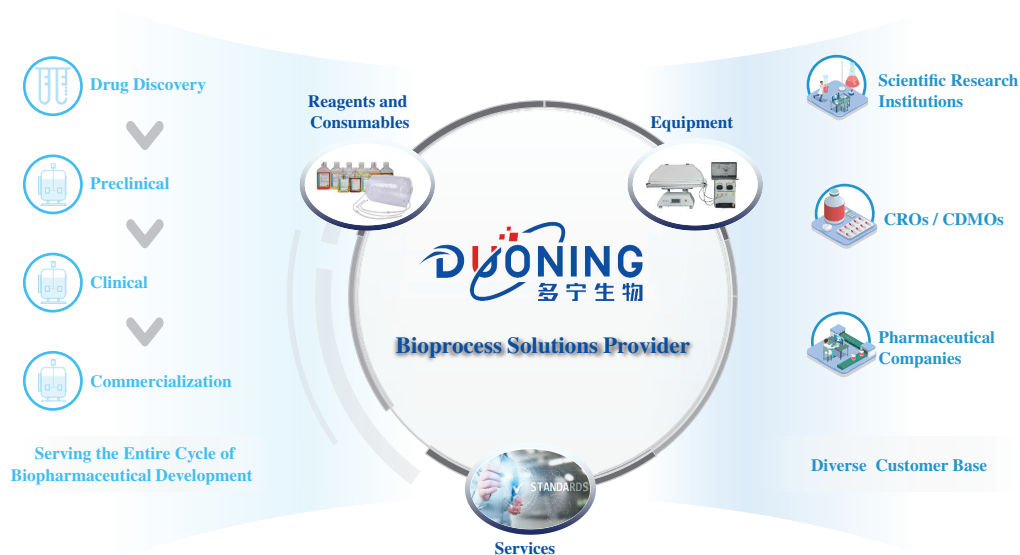 Drug Discovery
Preclinical
Clinical
Commercialization
Serving the Entire Cycle of
Biopharmaceutical Development
Reagents and
Consumables
Equipment
DUONING
多宁生物
Bioprocess Solutions Provider
STANDARDS
Services
Scientific Research
Institutions
CROs / CDMOs
Pharmaceutical
Companies
Diverse Customer Base